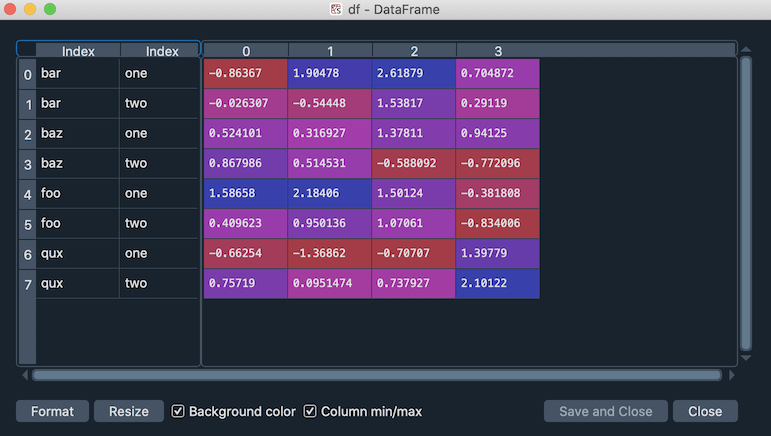 df - DataFrame
Index Index 0 1 2 3
0 bar one -0.86367 1.90478 2.61879 0.704872
1 bar two -0.026307 -0.54448 1.53817 0.29119
2 baz one 0.524101 0.316927 1.37811 0.94125
3 baz two 0.867986 0.514531 -0.588092 -0.772096
4 foo one 1.58658 2.18406 1.50124 -0.381808
5 foo two 0.409623 0.950136 1.07061 -0.834006
6 qux one -0.66254 -1.36862 -0.70707 1.39779
7 qux two 0.75719 0.0951474 0.737927 2.10122
Format Resize Background color Column min/max Save and Close Close